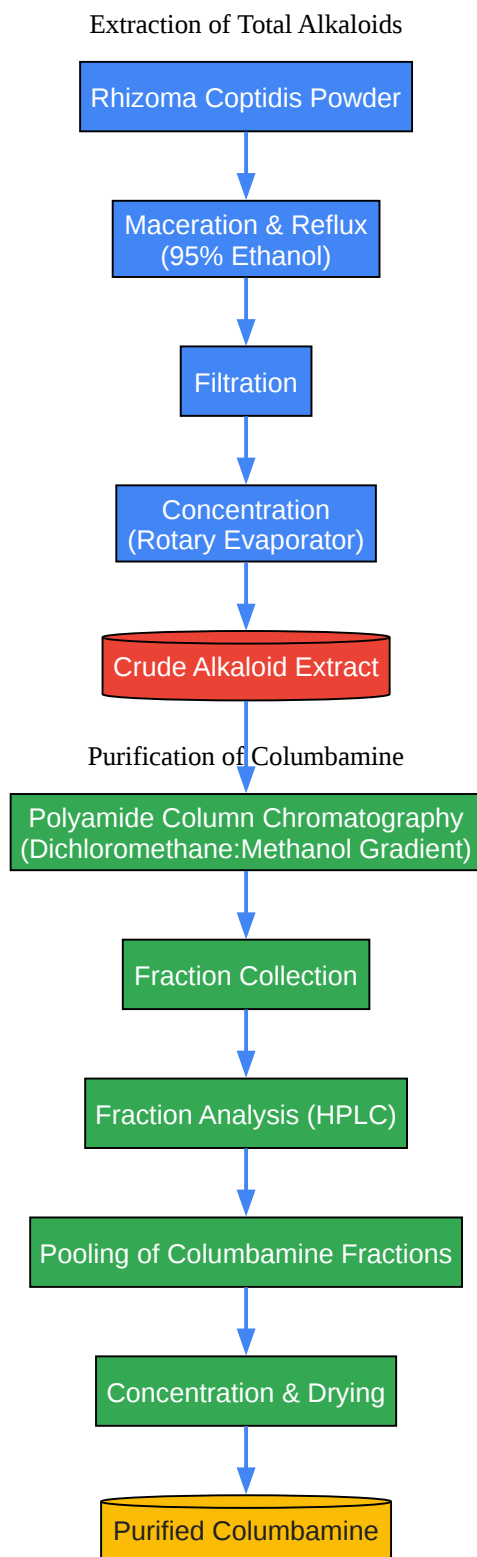 Extraction of Total Alkaloids
Rhizoma Coptidis Powder
Maceration & Reflux
(95% Ethanol)
Filtration
Concentration
(Rotary Evaporator)
Crude Alkaloid Extract
Purification of Columbamine
Polyamide Column Chromatography
(Dichloromethane:Methanol Gradient)
Fraction Collection
Fraction Analysis (HPLC)
Pooling of Columbamine Fractions
Concentration & Drying
Purified Columbamine